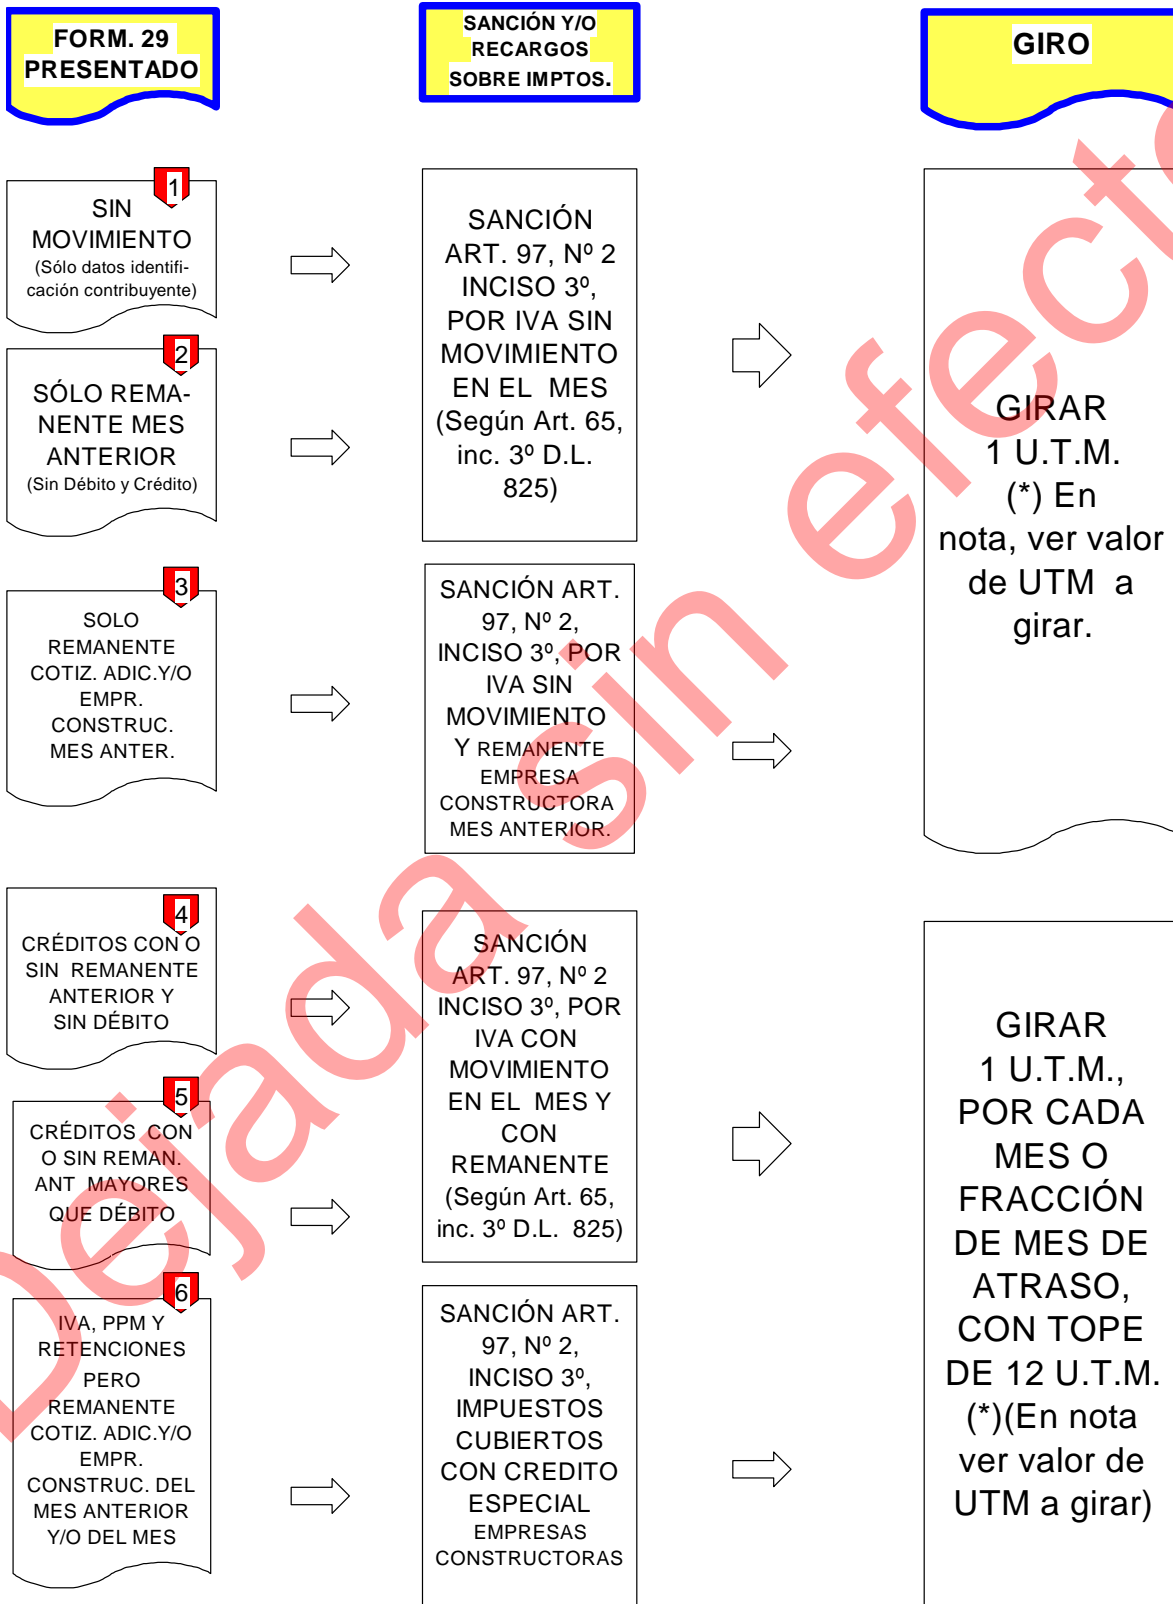 FORM. 29
PRESENTADO
SANCIÓN Y/O
RECARGOS
SOBRE IMPTOS.
GIRO
1
SIN
MOVIMIENTO
(Sólo datos identifi-
cación contribuyente)
2
SÓLO REMA-
NENTE MES
ANTERIOR
(Sin Débito y Crédito)
SANCIÓN
ART. 97, Nº 2
INCISO 3º,
POR IVA SIN
MOVIMIENTO
EN EL MES
(Según Art. 65,
inc. 3º D.L.
825)
3
SOLO
REMANENTE
COTIZ. ADIC.Y/O
EMPR.
CONSTRUC.
MES ANTER.
SANCIÓN ART.
97, Nº 2,
INCISO 3º, POR
IVA SIN
MOVIMIENTO
Y REMANENTE
EMPRESA
CONSTRUCTORA
MES ANTERIOR.
GIRAR
1 U.T.M.
(*) En
nota, ver valor
de UTM a
girar.
4
CRÉDITOS CON O
SIN REMANENTE
ANTERIOR Y
SIN DÉBITO
5
CRÉDITOS CON
O SIN REMAN.
ANT MAYORES
QUE DÉBITO
SANCIÓN
ART. 97, Nº 2
INCISO 3º, POR
IVA CON
MOVIMIENTO
EN EL MES Y
CON
REMANENTE
(Según Art. 65,
inc. 3º D.L. 825)
6
IVA, PPM Y
RETENCIONES
PERO
REMANENTE
COTIZ. ADIC.Y/O
EMPR.
CONSTRUC. DEL
MES ANTERIOR
Y/O DEL MES
SANCIÓN ART.
97, Nº 2,
INCISO 3º,
IMPUESTOS
CUBIERTOS
CON CREDITO
ESPECIAL
EMPRESAS
CONSTRUCTORAS
GIRAR
1 U.T.M.,
POR CADA
MES O
FRACCIÓN
DE MES DE
ATRASO,
CON TOPE
DE 12 U.T.M.
(*)(En nota
ver valor de
UTM a girar)
Dejada sin efecto